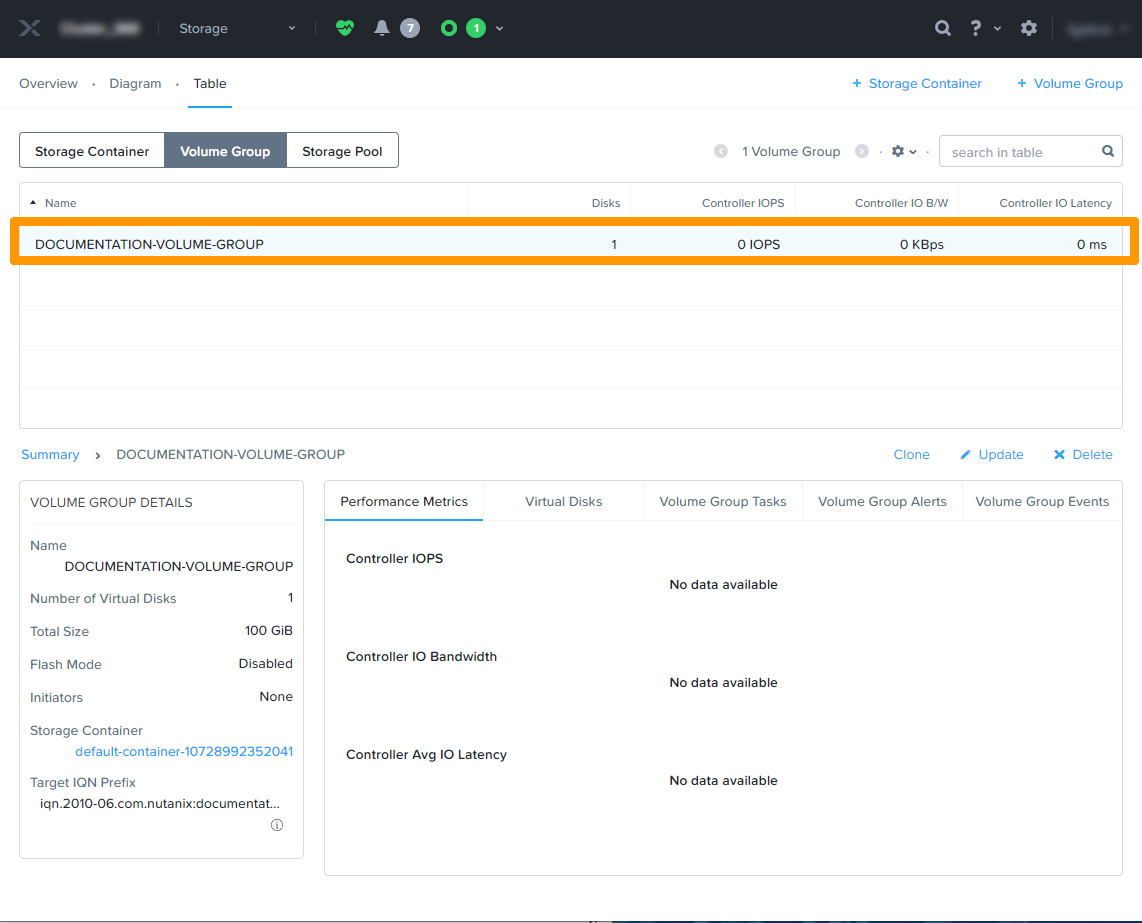 Storage 7 1 ?
Overview · Diagram · Table + Storage Container + Volume Group
Storage Container Volume Group Storage Pool 1 Volume Group · · search in table
Name Disks Controller IOPS Controller IO B/W Controller IO Latency
DOCUMENTATION-VOLUME-GROUP 1 0 IOPS 0 KBps 0 ms
Summary › DOCUMENTATION-VOLUME-GROUP Clone Update Delete
VOLUME GROUP DETAILS
Name
DOCUMENTATION-VOLUME-GROUP
Number of Virtual Disks 1
Total Size 100 GiB
Flash Mode Disabled
Initiators None
Storage Container
default-container-10728992352041
Target IQN Prefix
iqn.2010-06.com.nutanix:documentat...
Performance Metrics Virtual Disks Volume Group Tasks Volume Group Alerts Volume Group Events
Controller IOPS
No data available
Controller IO Bandwidth
No data available
Controller Avg IO Latency
No data available